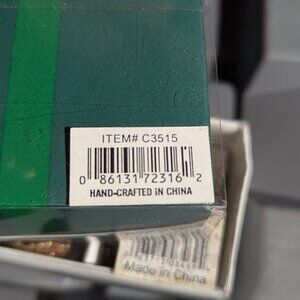 ITEM# C3515
0 86131 72316 2
HAND-CRAFTED IN CHINA
Made in China